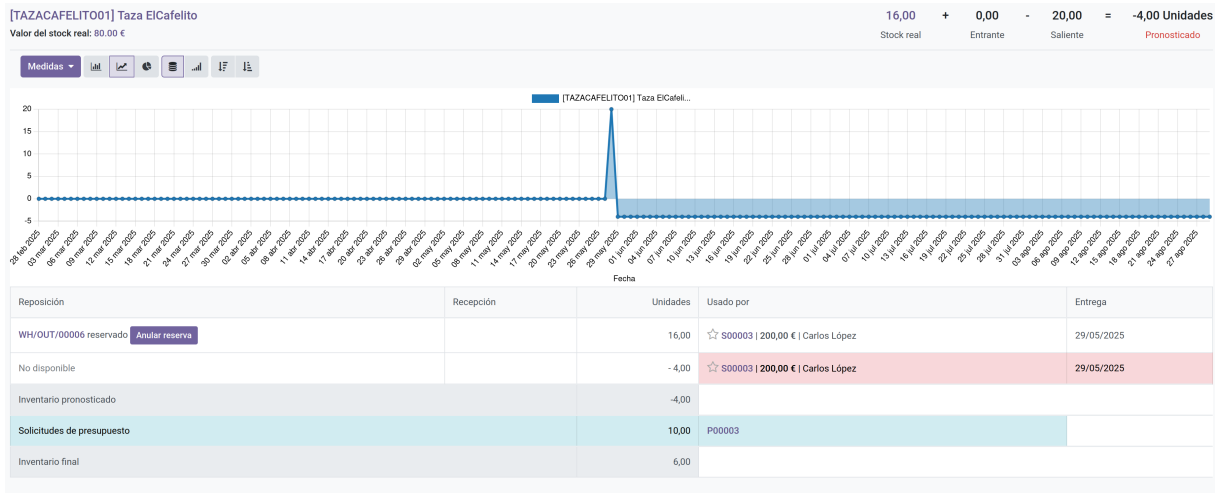 [TAZACAFELITO01] Taza ElCafelito
Valor del stock real: 80.00 €
16,00 + 0,00 - 20,00 = -4,00 Unidades
Stock real Entrante Saliente Pronosticado
Medidas
[TAZACAFELITO01] Taza ElCafeli...
20
15
10
5
0
-5
26 feb 2025 03 mar 2025 06 mar 2025 09 mar 2025 12 mar 2025 15 mar 2025 18 mar 2025 21 mar 2025 24 mar 2025 27 mar 2025 30 mar 2025 02 abr 2025 05 abr 2025 08 abr 2025 11 abr 2025 14 abr 2025 17 abr 2025 20 abr 2025 23 abr 2025 26 abr 2025 29 abr 2025 02 may 2025 05 may 2025 08 may 2025 11 may 2025 14 may 2025 17 may 2025 20 may 2025 23 may 2025 26 may 2025 29 may 2025 01 jun 2025 04 jun 2025 07 jun 2025 10 jun 2025 13 jun 2025 16 jun 2025 19 jun 2025 22 jun 2025 25 jun 2025 28 jun 2025 01 jul 2025 04 jul 2025 07 jul 2025 10 jul 2025 13 jul 2025 16 jul 2025 19 jul 2025 22 jul 2025 25 jul 2025 28 jul 2025 31 jul 2025 03 ago 2025 06 ago 2025 09 ago 2025 12 ago 2025 15 ago 2025 18 ago 2025 21 ago 2025 24 ago 2025 27 ago 2025
Fecha
Reposición Recepción Unidades Usado por Entrega
WH/OUT/00006 reservado Anular reserva 16,00 S00003 | 200,00 € | Carlos López 29/05/2025
No disponible - 4,00 S00003 | 200,00 € | Carlos López 29/05/2025
Inventario pronosticado -4,00
Solicitudes de presupuesto 10,00 P00003
Inventario final 6,00